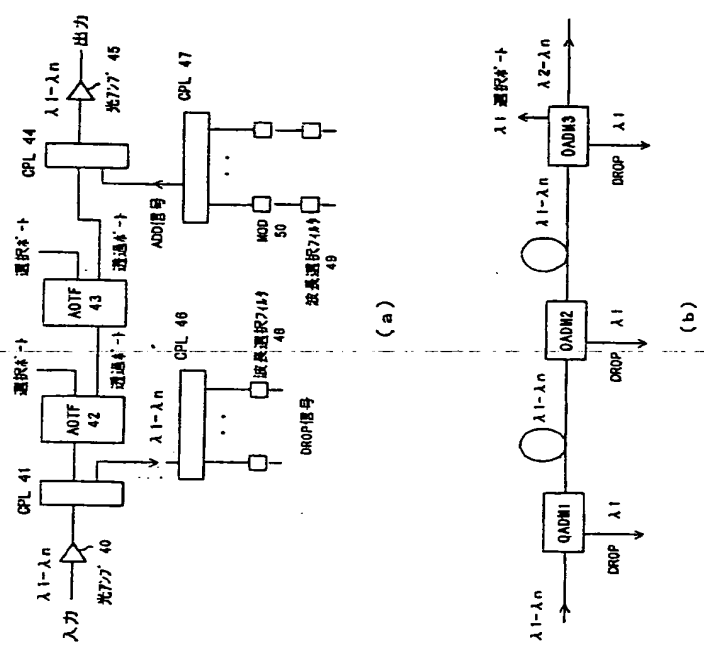 入力
λ1-λn
光アンプ 40
CPL 41
選択ポート
AOTF
42
透過ポート
選択ポート
AOTF
43
透過ポート
CPL 44
λ1-λn
光アンプ 45
出力
λ1-λn
CPL 46
波長選択フィルタ
48
DROP信号
ADD信号
CPL 47
MOD
50
波長選択フィルタ
49
(a)
λ1-λn
OADM1
DROP
λ1
λ1-λn
OADM2
DROP
λ1
λ1-λn
OADM3
λ1 選択ポート
λ2-λn
DROP
λ1
(b)